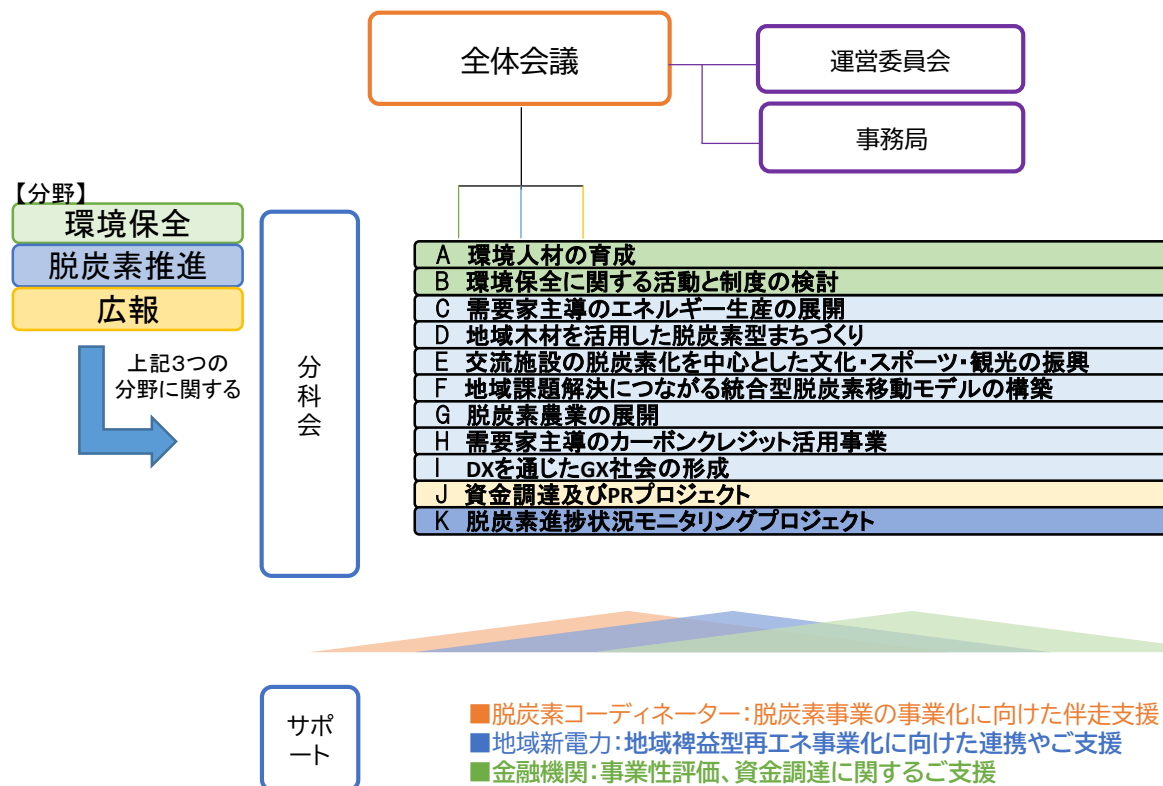 全体会議
運営委員会
事務局
【分野】
環境保全
脱炭素推進
広報
上記３つの
分野に関する
分科会
A 環境人材の育成
B 環境保全に関する活動と制度の検討
C 需要家主導のエネルギー生産の展開
D 地域木材を活用した脱炭素型まちづくり
E 交流施設の脱炭素化を中心とした文化・スポーツ・観光の振興
F 地域課題解決につながる統合型脱炭素移動モデルの構築
G 脱炭素農業の展開
H 需要家主導のカーボンクレジット活用事業
I DXを通じたGX社会の形成
J 資金調達及びPRプロジェクト
K 脱炭素進捗状況モニタリングプロジェクト
サポ
ート
■脱炭素コーディネーター：脱炭素事業の事業化に向けた伴走支援
■地域新電力：地域裨益型再エネ事業化に向けた連携やご支援
■金融機関：事業性評価、資金調達に関するご支援